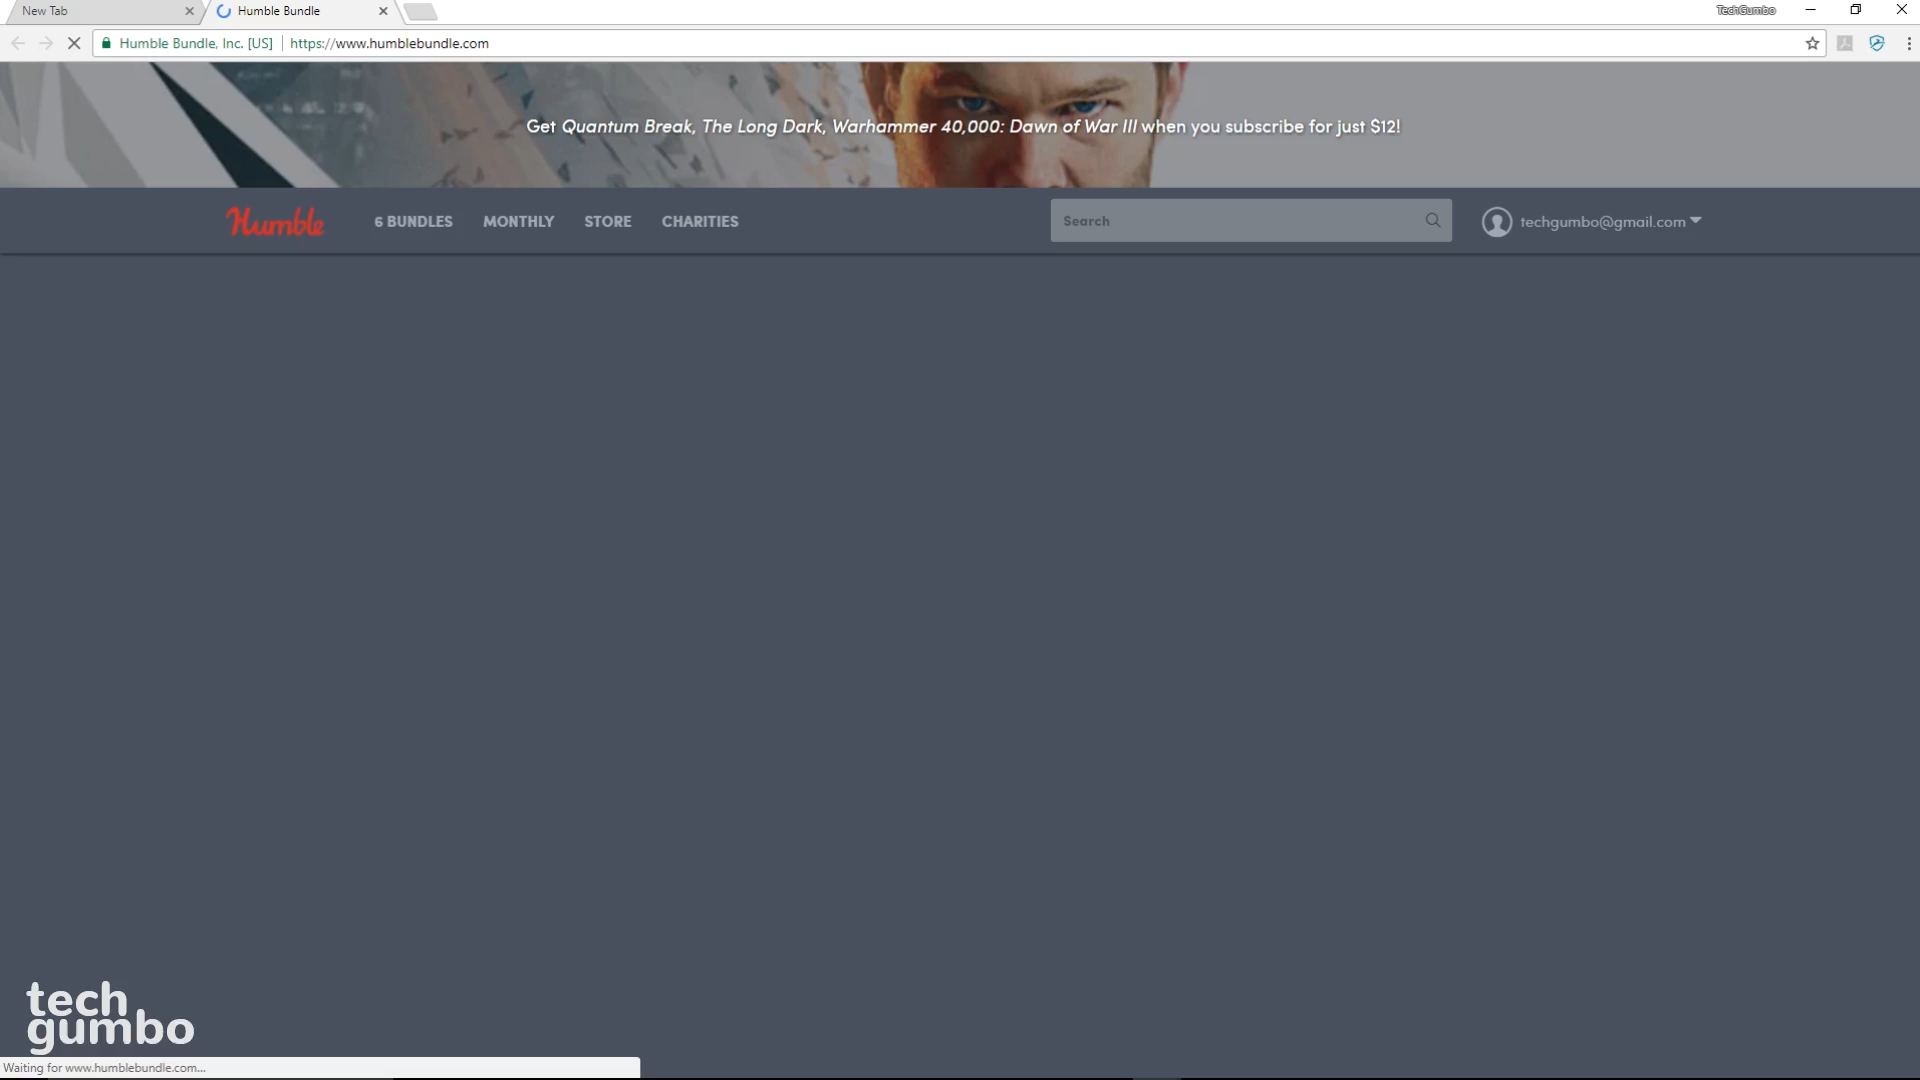 New Tab
Humble Bundle
TechGumbo
Humble Bundle, Inc. [US]
https://www.humblebundle.com
Get Quantum Break, The Long Dark, Warhammer 40,000: Dawn of War III when you subscribe for just $12!
Humble
6 BUNDLES
MONTHLY
STORE
CHARITIES
Search
techgumbo@gmail.com
tech
gumbo
Waiting for www.humblebundle.com...